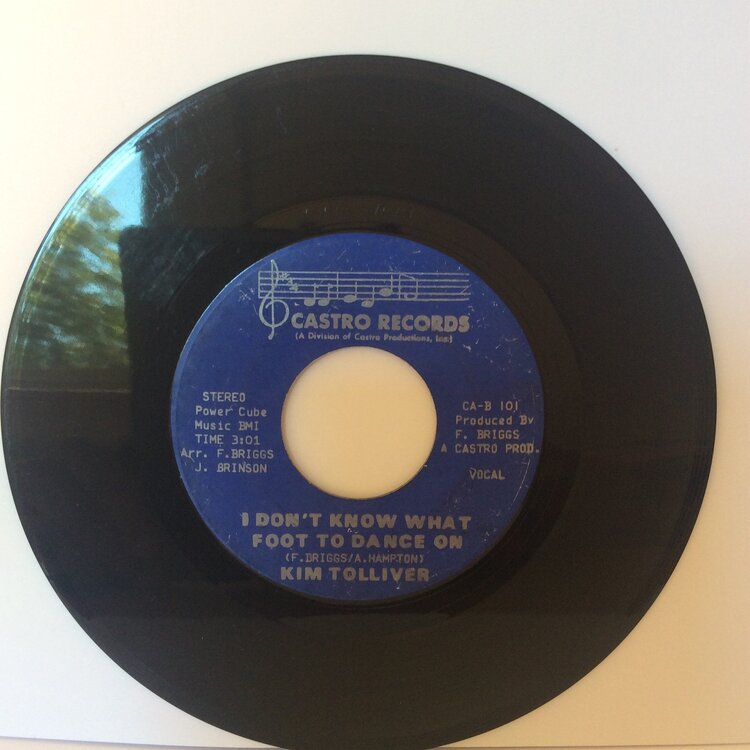 CASTRO RECORDS
(A Division of Castro Productions, Inc.)
STEREO
Power Cube
Music BMI
TIME 3:01
Arr. F.BRIGGS
J. BRINSON
CA-B 101
Produced By
F. BRIGGS
A CASTRO PROD.
VOCAL
I DON'T KNOW WHAT
FOOT TO DANCE ON
(F.BRIGGS/A.HAMPTON)
KIM TOLLIVER